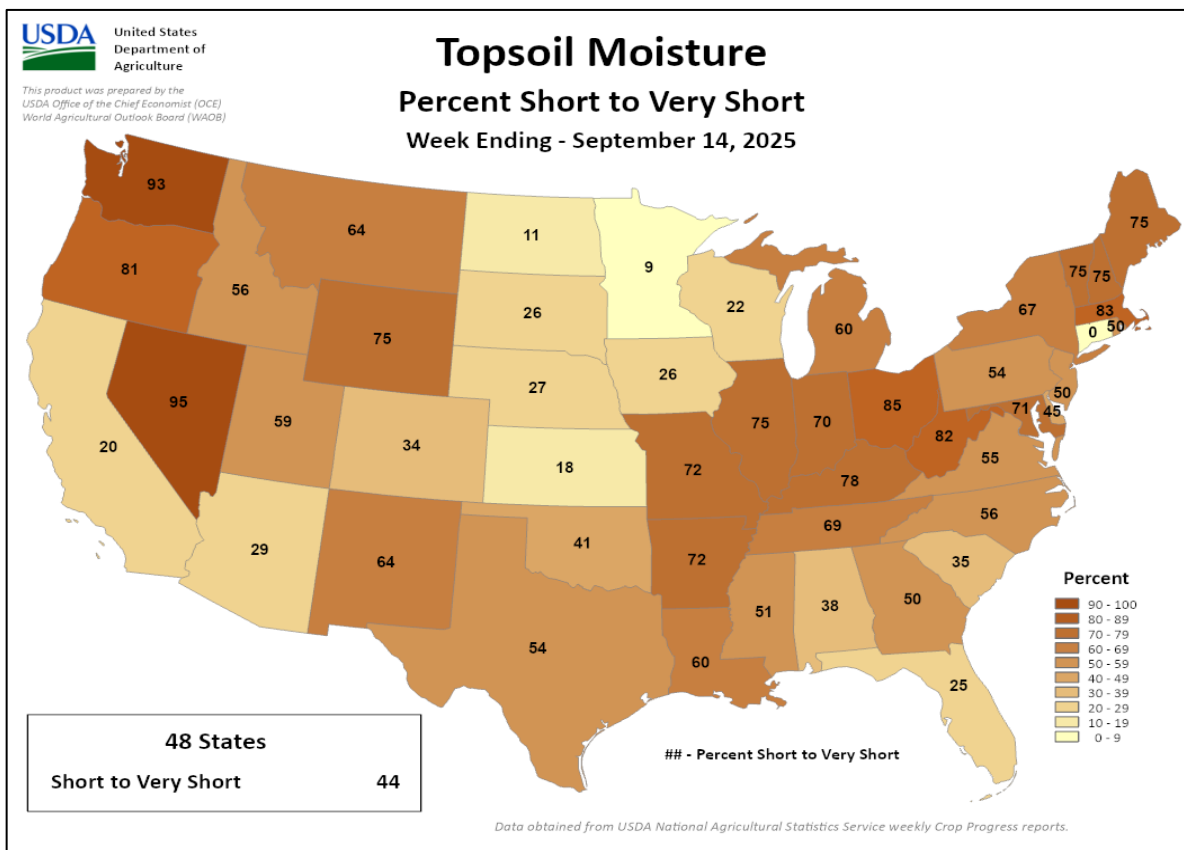 USDA
United States
Department of
Agriculture
This product was prepared by the
USDA Office of the Chief Economist (OCE)
World Agricultural Outlook Board (WAOB)
Topsoil Moisture
Percent Short to Very Short
Week Ending - September 14, 2025
93
64
11
9
75
81
56
26
22
60
67
75
75
83
0
50
75
27
26
54
50
95
59
34
20
75
70
85
82
71
45
18
72
78
55
29
64
41
72
69
56
35
51
38
50
54
60
25
Percent
90 - 100
80 - 89
70 - 79
60 - 69
50 - 59
40 - 49
30 - 39
20 - 29
10 - 19
0 - 9
48 States
Short to Very Short 44
## - Percent Short to Very Short
Data obtained from USDA National Agricultural Statistics Service weekly Crop Progress reports.